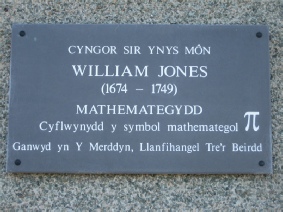 CYNGOR SIR YNYS MÔN
WILLIAM JONES
(1674 – 1749)
MATHEMATEGYDD
Cyflwynydd y symbol mathemategol π
Ganwyd yn Y Merddyn, Llanfihangel Tre'r Beirdd